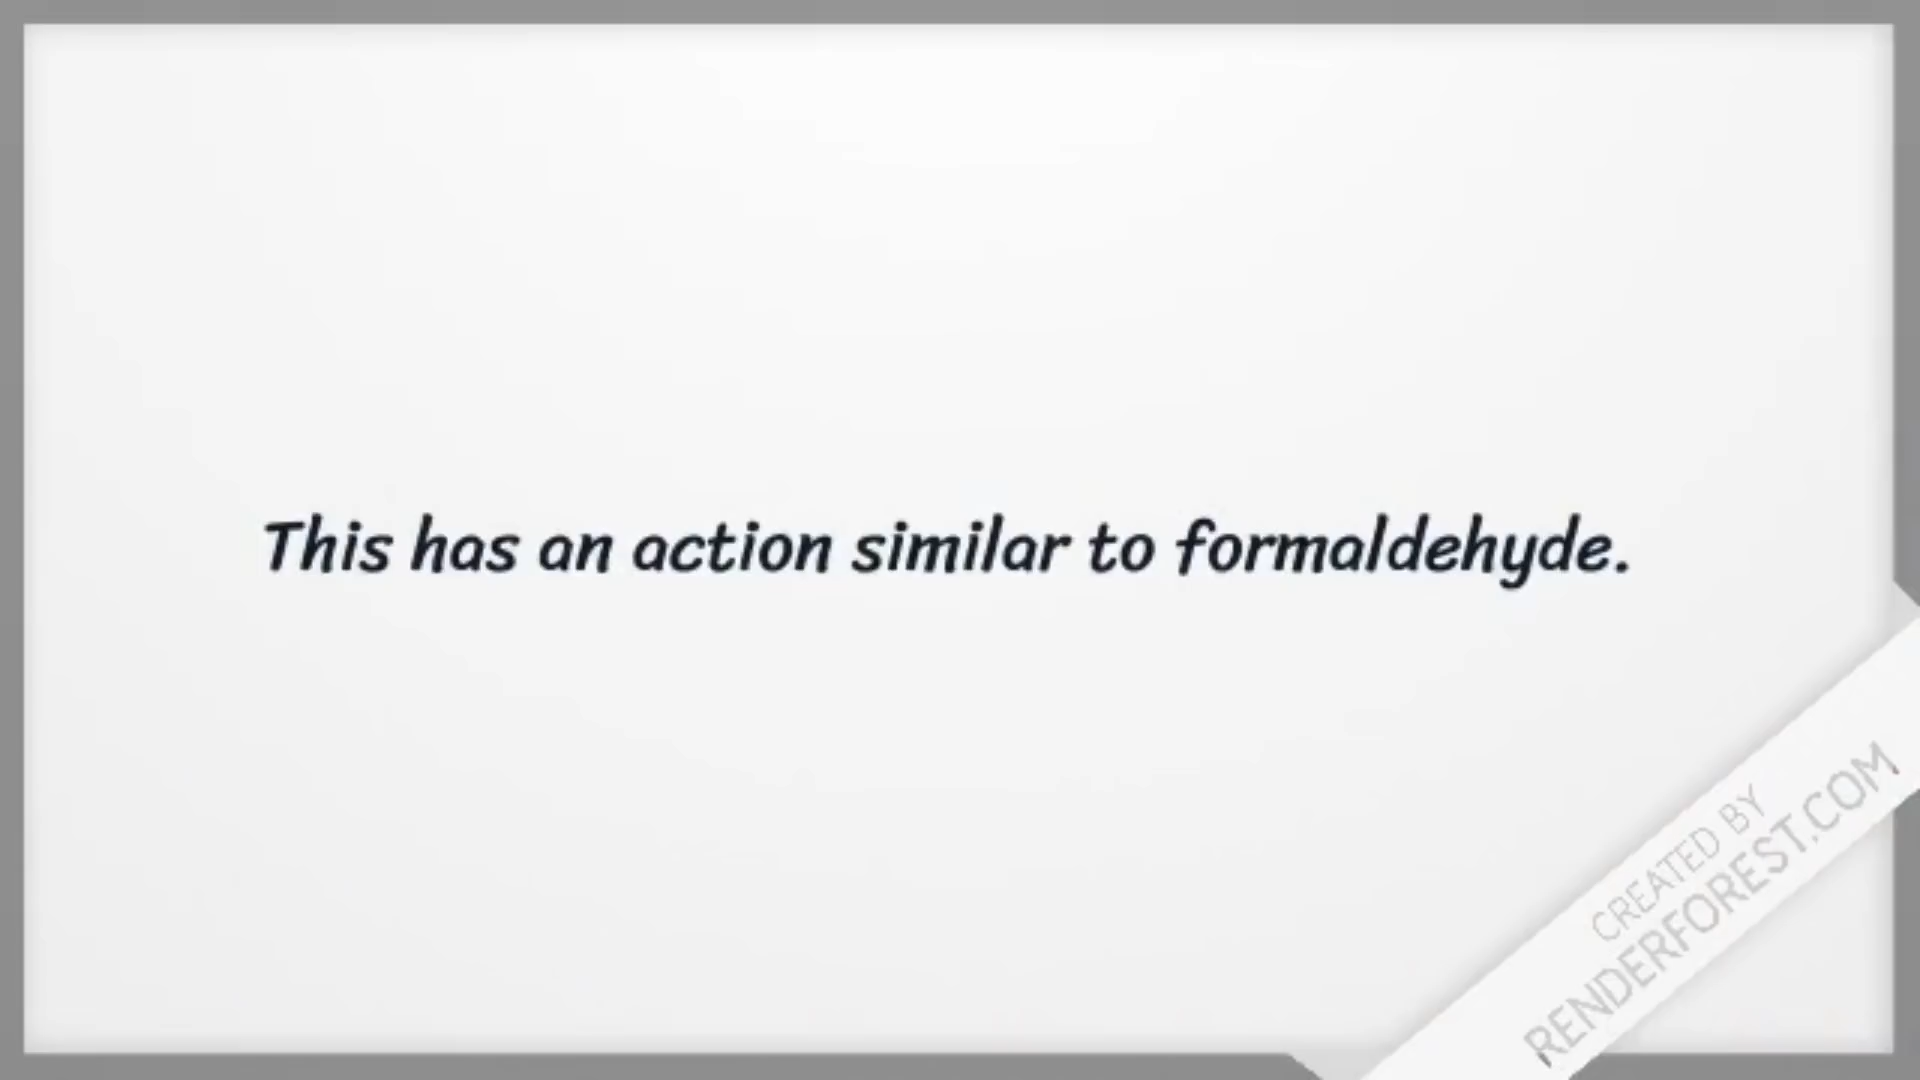 This has an action similar to formaldehyde.
CREATED BY
RENDERFOREST.COM